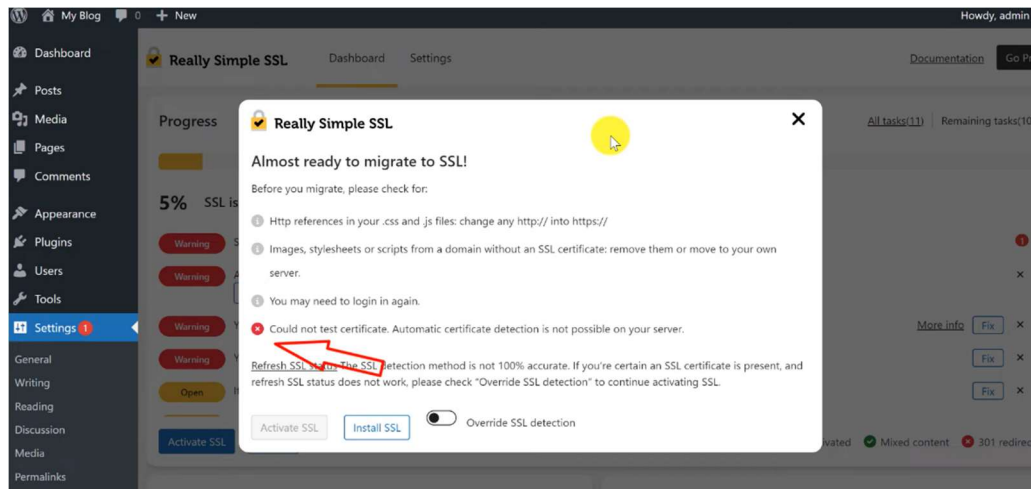 My Blog 0 + New Howdy, admin
Dashboard
Posts
Media
Pages
Comments
Appearance
Plugins
Users
Tools
Settings 1
General
Writing
Reading
Discussion
Media
Permalinks
Really Simple SSL Dashboard Settings Documentation Go
Progress All tasks(11) Remaining tasks(10
5% SSL is
Warning
Warning
Warning More info Fix
Warning Fix
Open Fix
Activate SSL Mixed content 301
Really Simple SSL
Almost ready to migrate to SSL!
Before you migrate, please check for:
Http references in your .css and .js files: change any http:// into https://
Images, stylesheets or scripts from a domain without an SSL certificate: remove them or move to your own
server.
You may need to login in again.
Could not test certificate. Automatic certificate detection is not possible on your server.
Refresh SSL status The SSL detection method is not 100% accurate. If you're certain an SSL certificate is present, and
refresh SSL status does not work, please check "Override SSL detection" to continue activating SSL.
Activate SSL Install SSL Override SSL detection